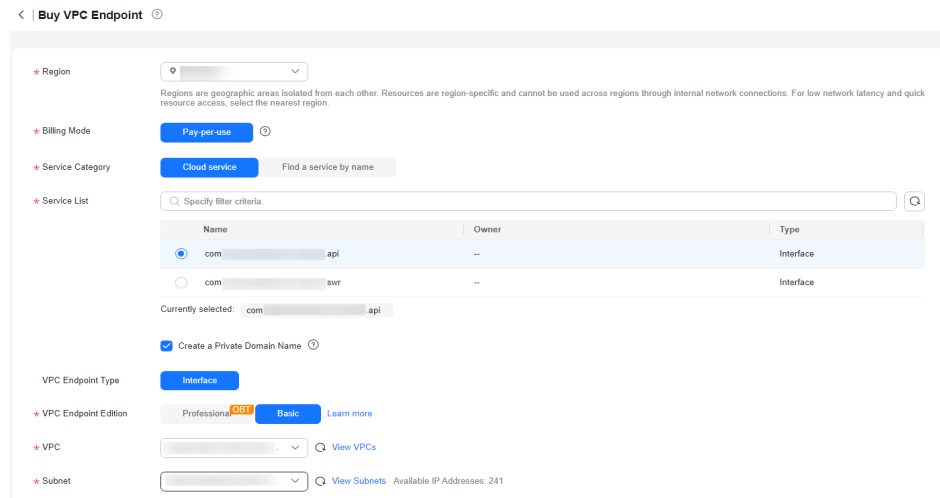 Buy VPC Endpoint
* Region
Regions are geographic areas isolated from each other. Resources are region-specific and cannot be used across regions through internal network connections. For low network latency and quick
resource access, select the nearest region.
* Billing Mode Pay-per-use
* Service Category Cloud service Find a service by name
* Service List Specify filter criteria.
Name Owner Type
com .api -- Interface
com swr -- Interface
Currently selected: com .api
Create a Private Domain Name
VPC Endpoint Type Interface
* VPC Endpoint Edition Professional OBT Basic Learn more
* VPC View VPCs
* Subnet View Subnets Available IP Addresses: 241